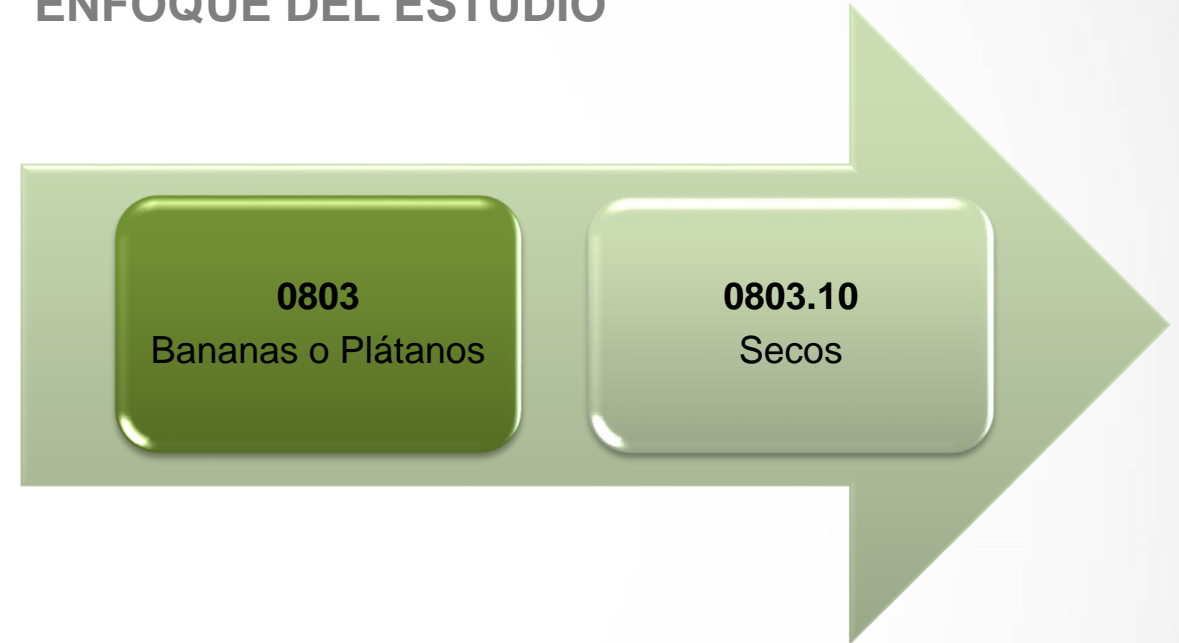 ENFOQUE DEL ESTUDIO
0803
Bananas o Plátanos
0803.10
Secos